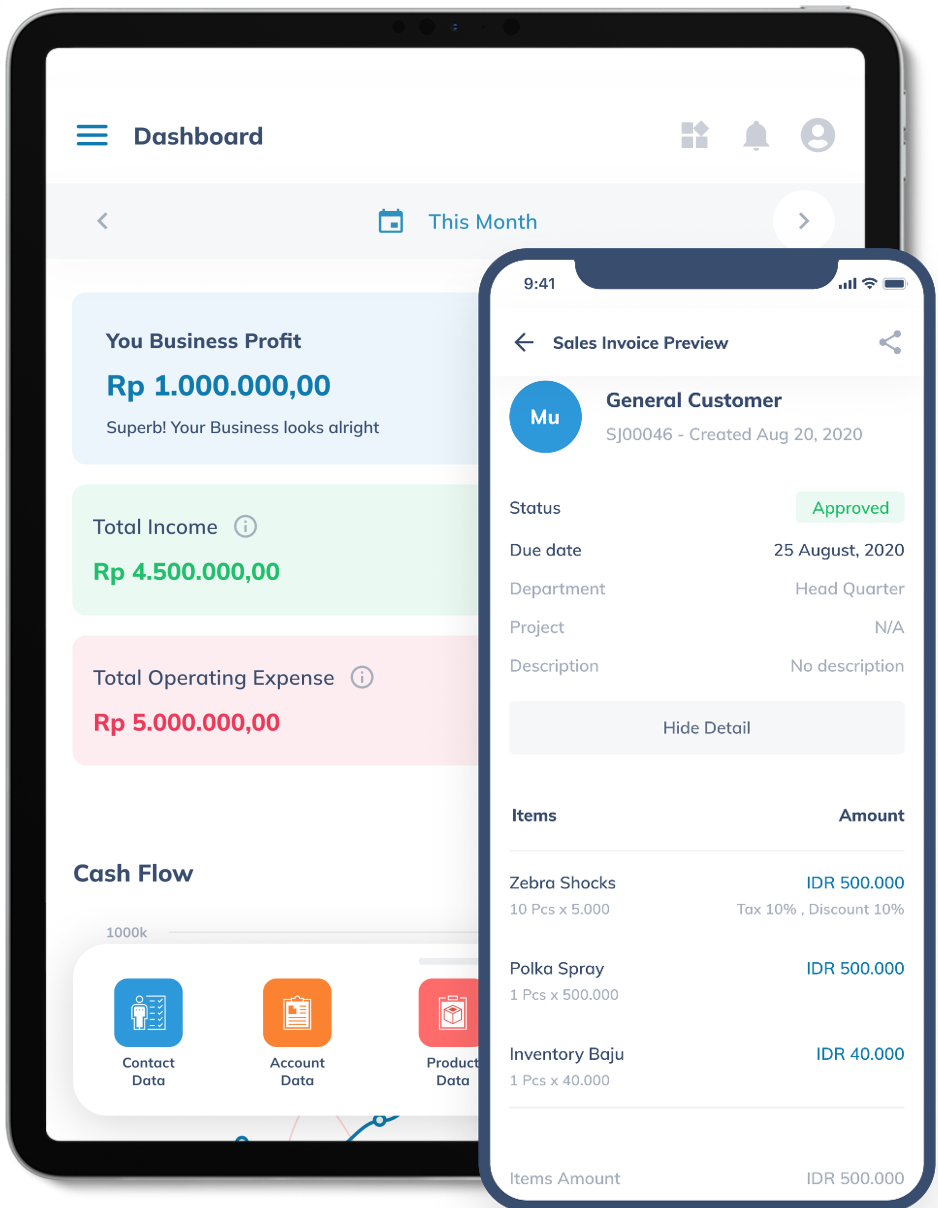 Dashboard
This Month
You Business Profit
Rp 1.000.000,00
Superb! Your Business looks alright
Total Income
Rp 4.500.000,00
Total Operating Expense
Rp 5.000.000,00
Cash Flow
1000k
Contact
Data
Account
Data
Product
Data
9:41
Sales Invoice Preview
Mu
General Customer
SJ00046 - Created Aug 20, 2020
Status Approved
Due date 25 August, 2020
Department Head Quarter
Project N/A
Description No description
Hide Detail
Items Amount
Zebra Shocks IDR 500.000
10 Pcs x 5.000 Tax 10% , Discount 10%
Polka Spray IDR 500.000
1 Pcs x 500.000
Inventory Baju IDR 40.000
1 Pcs x 40.000
Items Amount IDR 500.000